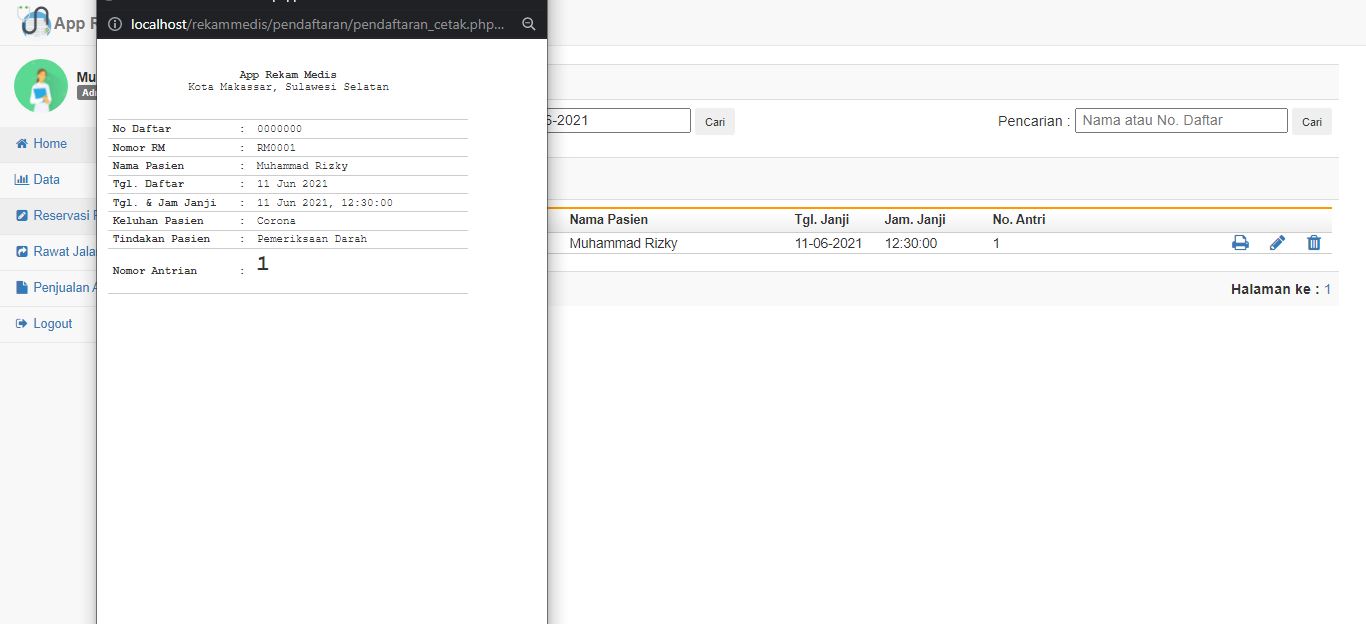 App R
Mu
Home
Data
Reservasi
Rawat Jala
Penjualan
Logout
localhost/rekammedis/pendaftaran/pendaftaran_cetak.php...
App Rekam Medis
Kota Makassar, Sulawesi Selatan
No Daftar : 0000000
Nomor RM : RM0001
Nama Pasien : Muhammad Rizky
Tgl. Daftar : 11 Jun 2021
Tgl. & Jam Janji : 11 Jun 2021, 12:30:00
Keluhan Pasien : Corona
Tindakan Pasien : Pemeriksaan Darah
Nomor Antrian : 1
6-2021 Cari Pencarian : Nama atau No. Daftar Cari
Nama Pasien Tgl. Janji Jam. Janji No. Antri
Muhammad Rizky 11-06-2021 12:30:00 1
Halaman ke : 1